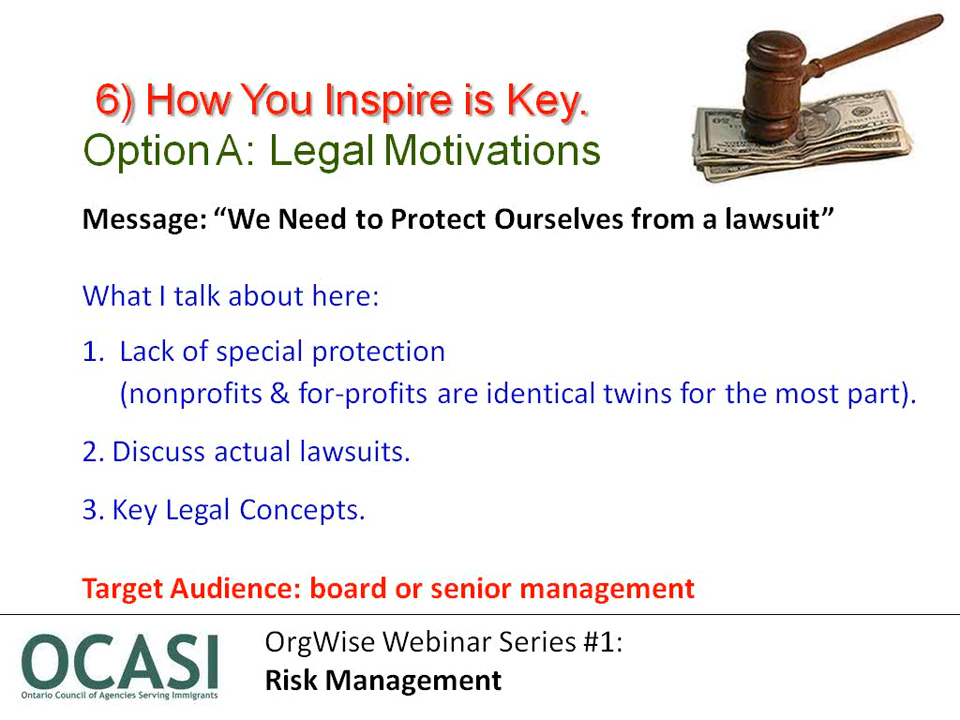 6) How You Inspire is Key.
Option A: Legal Motivations
Message: “We Need to Protect Ourselves from a lawsuit”
What I talk about here:
1. Lack of special protection
(nonprofits & for-profits are identical twins for the most part).
2. Discuss actual lawsuits.
3. Key Legal Concepts.
Target Audience: board or senior management
OCASI
Ontario Council of Agencies Serving Immigrants
OrgWise Webinar Series #1:
Risk Management